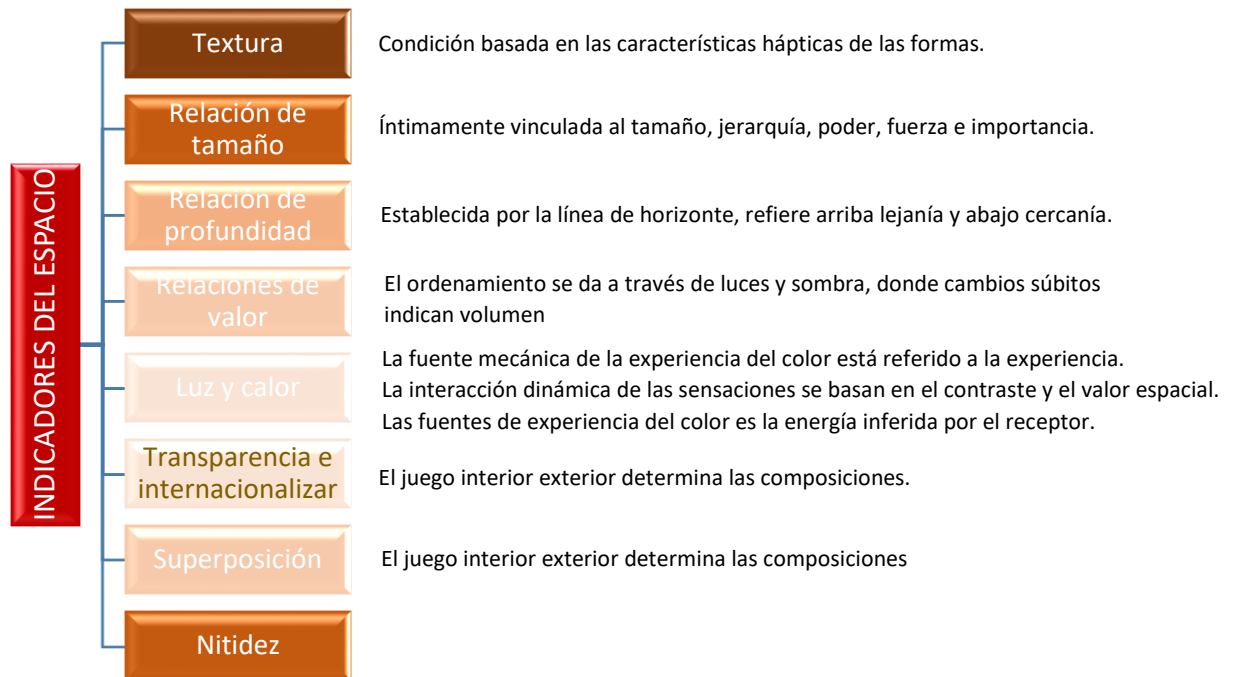 INDICADORES DEL ESPACIO
Textura
Condición basada en las características hápticas de las formas.
Relación de
tamaño
Íntimamente vinculada al tamaño, jerarquía, poder, fuerza e importancia.
Relación de
profundidad
Establecida por la línea de horizonte, refiere arriba lejanía y abajo cercanía.
Relaciones de
valor
El ordenamiento se da a través de luces y sombra, donde cambios súbitos
indican volumen
Luz y calor
La fuente mecánica de la experiencia del color está referido a la experiencia.
La interacción dinámica de las sensaciones se basan en el contraste y el valor espacial.
Las fuentes de experiencia del color es la energía inferida por el receptor.
Transparencia e
internacionalizar
El juego interior exterior determina las composiciones.
Superposición
El juego interior exterior determina las composiciones
Nitidez